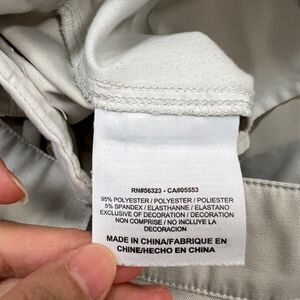 RN#56323 - CA#05553
95% POLYESTER / POLYESTER / POLIESTER
5% SPANDEX / ELASTHANNE / ELASTANO
EXCLUSIVE OF DECORATION / DECORATION
NON COMPRISE / NO INCLUYE LA
DECORACION
MADE IN CHINA/FABRIQUE EN
CHINE/HECHO EN CHINA